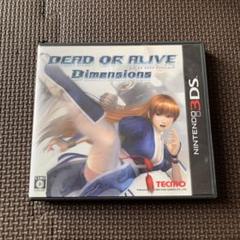 DEAD OR ALIVE
Dimensions
NINTENDO 3DS
TECMO